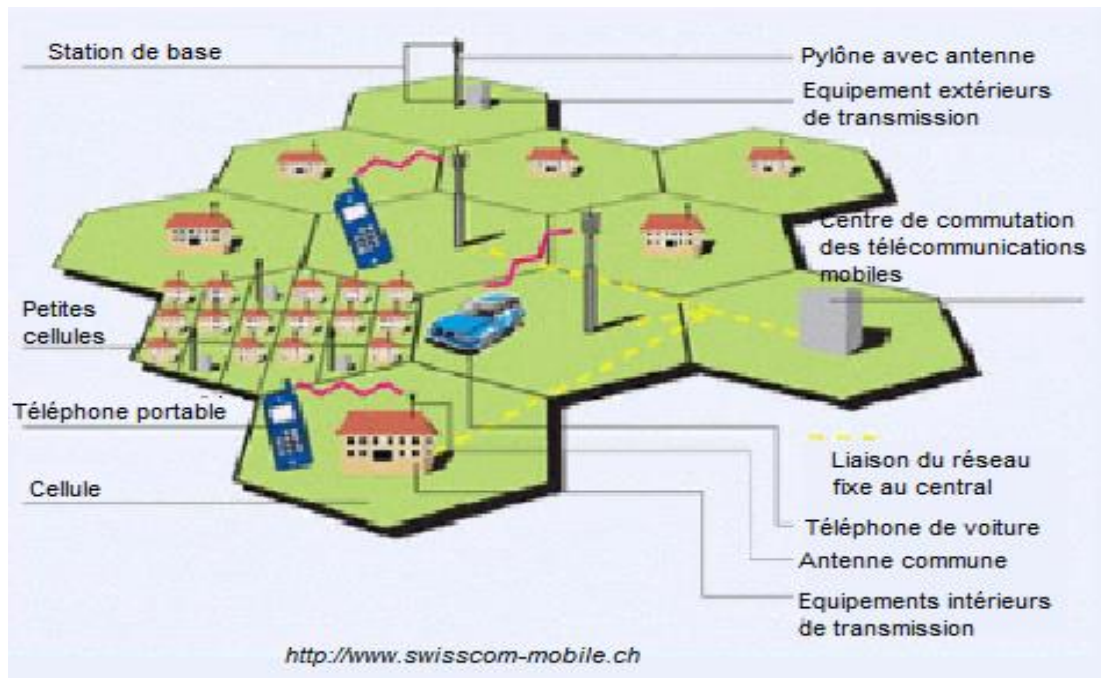 Station de base
Pylône avec antenne
Equipement extérieurs
de transmission
Centre de commutation
des télécommunications
mobiles
Petites
cellules
Téléphone portable
Liaison du réseau
fixe au central
Cellule
Téléphone de voiture
Antenne commune
Equipements intérieurs
de transmission
http://www.swisscom-mobile.ch